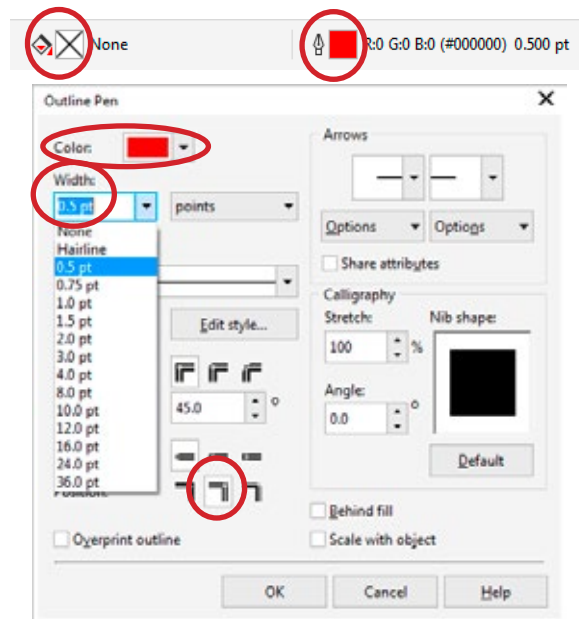 None
R:0 G:0 B:0 (#000000) 0.500 pt
Outline Pen
Color:
Width:
0.5 pt
points
None
Hairline
0.5 pt
0.75 pt
1.0 pt
1.5 pt
2.0 pt
3.0 pt
4.0 pt
8.0 pt
10.0 pt
12.0 pt
16.0 pt
24.0 pt
36.0 pt
Edit style...
45.0 °
Position:
Overprint outline
Arrows
Options
Options
Share attributes
Calligraphy
Stretch:
Nib shape:
100 %
Angle:
0.0 °
Default
Behind fill
Scale with object
OK
Cancel
Help